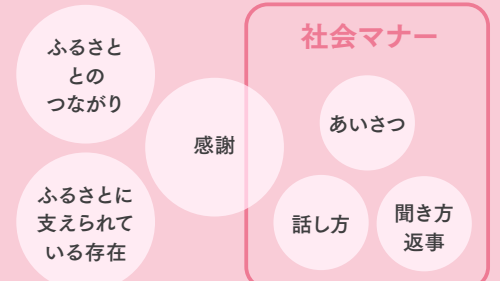 ふるさと
との
つながり
ふるさとに
支えられて
いる存在
感謝
社会マナー
あいさつ
話し方
聞き方
返事